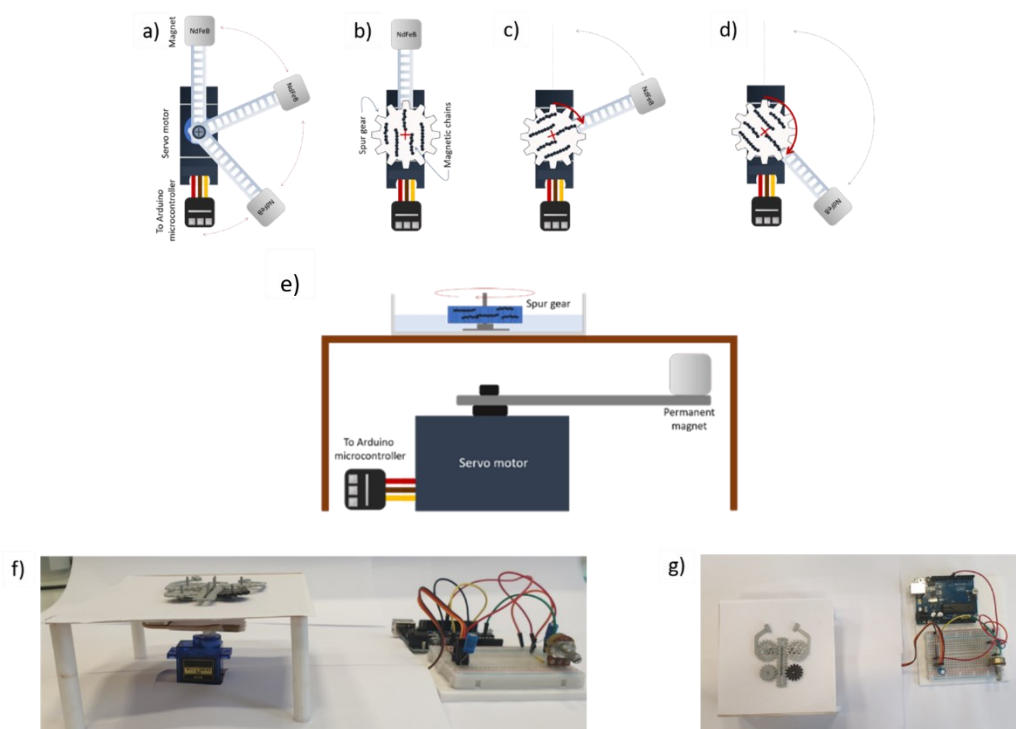 a)
Magnet
NdFeB
NdFeB
NdFeB
Servo motor
To Arduino
microcontroller
b)
NdFeB
Spur gear
Magnetic chains
c)
NdFeB
d)
NdFeB
e)
Spur gear
Permanent
magnet
To Arduino
microcontroller
Servo motor
f)
g)